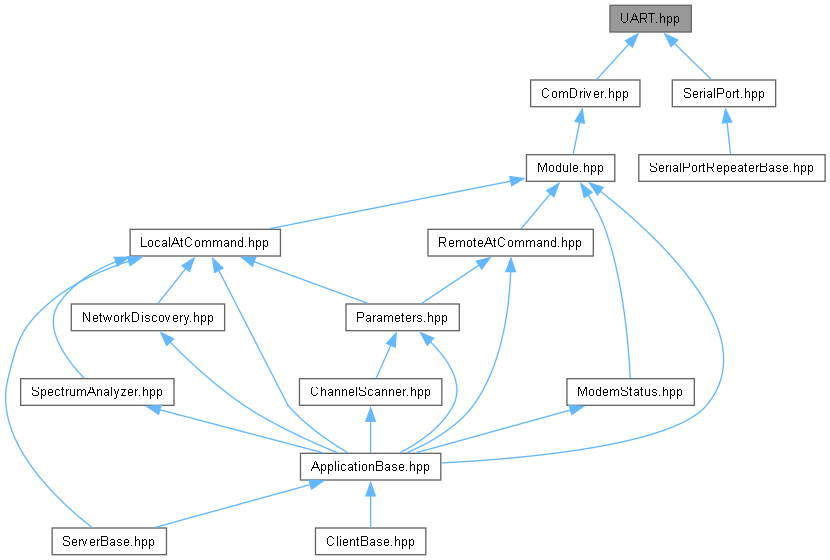 UART.hpp
ComDriver.hpp
SerialPort.hpp
Module.hpp
SerialPortRepeaterBase.hpp
LocalAtCommand.hpp
RemoteAtCommand.hpp
NetworkDiscovery.hpp
Parameters.hpp
SpectrumAnalyzer.hpp
ChannelScanner.hpp
ModemStatus.hpp
ApplicationBase.hpp
ServerBase.hpp
ClientBase.hpp